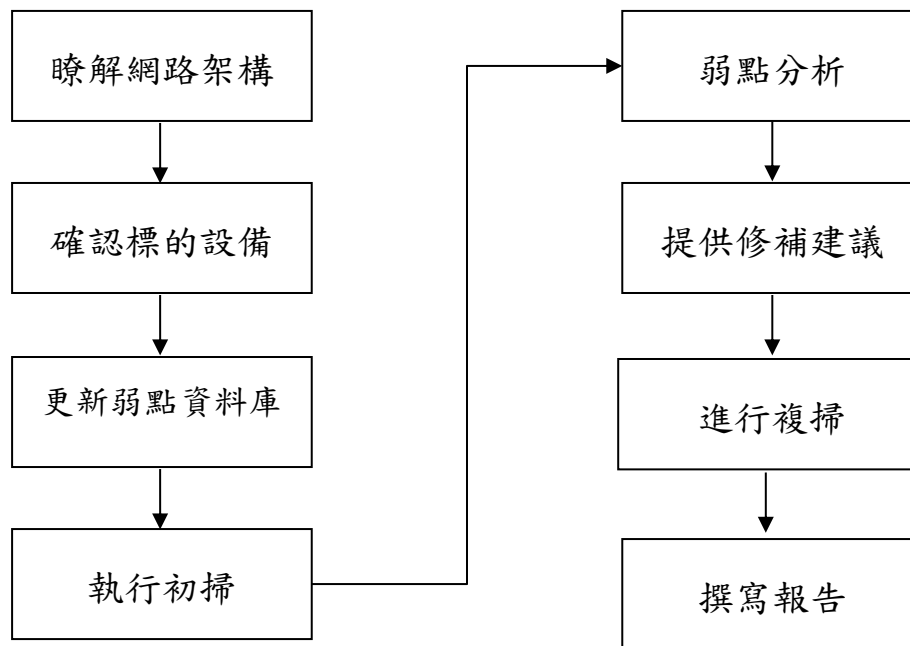 瞭解網路架構
確認標的設備
更新弱點資料庫
執行初掃
弱點分析
提供修補建議
進行複掃
撰寫報告